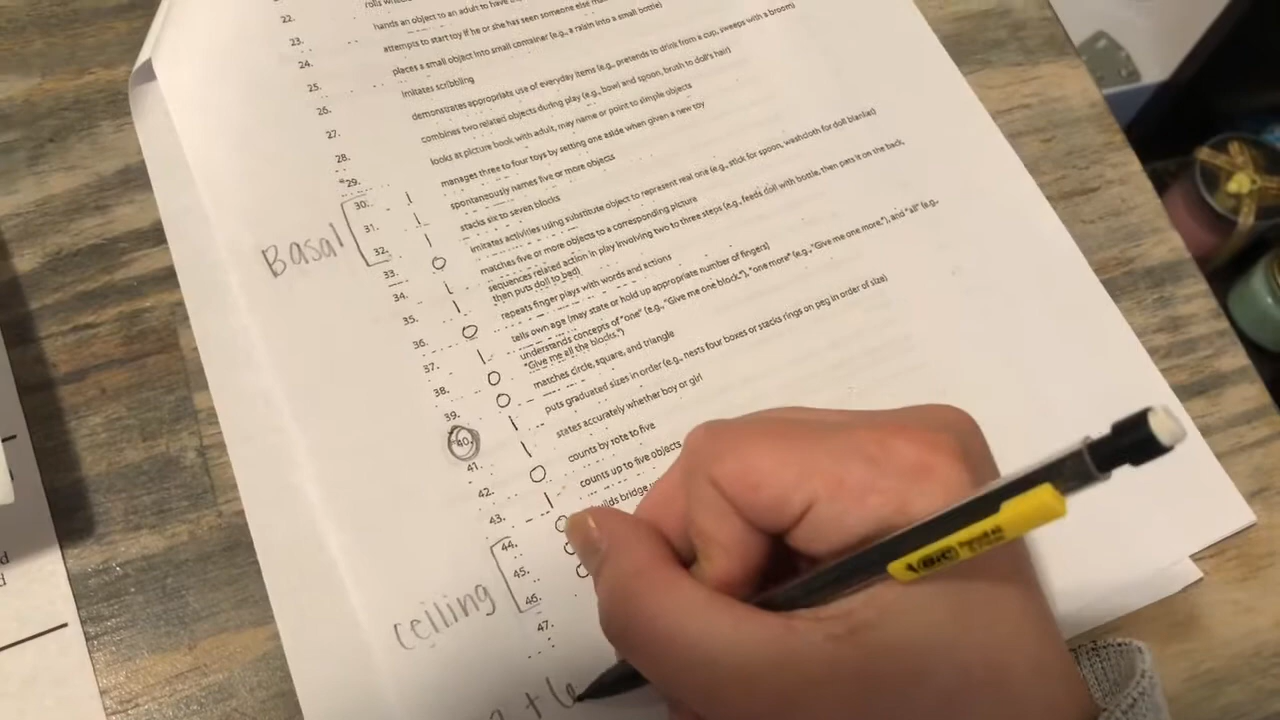 22.
23. hands an object to an adult to have
24. attempts to start toy if he or she has seen someone else
25. places a small object into small container (e.g., a raisin into a small bottle)
26. imitates scribbling
27. demonstrates appropriate use of everyday items (e.g., pretends to drink from a cup, sweeps with a broom)
28. combines two related objects during play (e.g., bowl and spoon, brush to doll's hair)
*29. looks at picture book with adult, may name or point to simple objects
30. | manages three to four toys by setting one aside when given a new toy
31. | spontaneously names five or more objects
Basal
32. | stacks six to seven blocks
33. O imitates activities using substitute object to represent real one (e.g., stick for spoon, washcloth for doll blanket)
34. | matches five or more objects to a corresponding picture
35. | sequences related action in play involving two to three steps (e.g., feeds doll with bottle, then pats it on the back,
then puts doll to bed)
36. O repeats finger plays with words and actions
37. | tells own age (may state or hold up appropriate number of fingers)
38. O understands concepts of "one" (e.g., "Give me one block."), "one more" (e.g., "Give me one more."), and "all" (e.g.,
"Give me all the blocks.")
39. O matches circle, square, and triangle
40. | puts graduated sizes in order (e.g., nests four boxes or stacks rings on peg in order of size)
41. | states accurately whether boy or girl
42. O counts by rote to five
43. | counts up to five objects
44. O builds bridge
45.
ceiling
46.
47.
+ 6
BIC